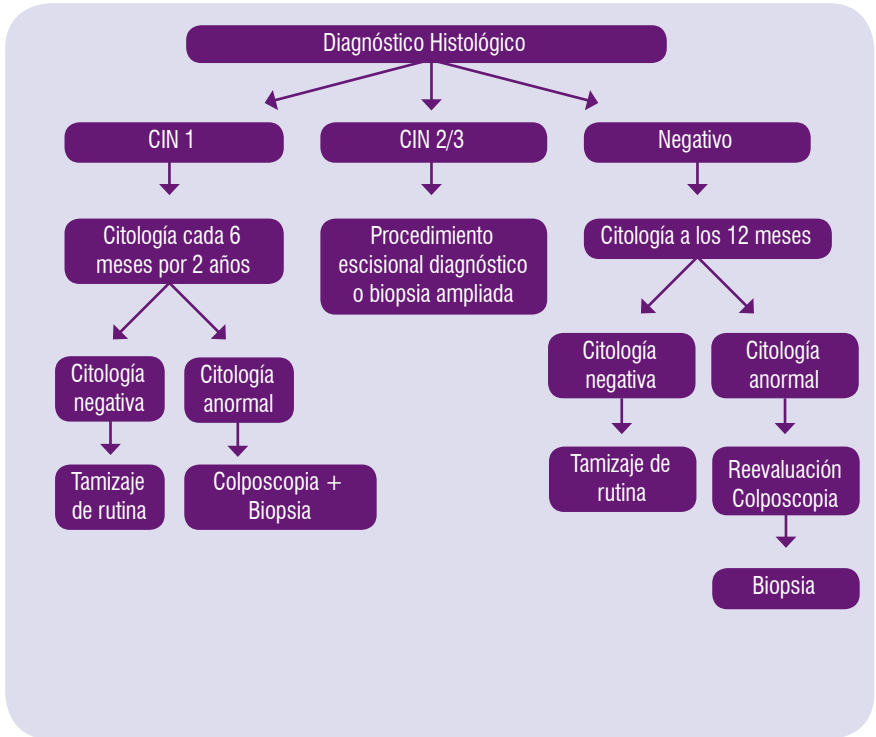 Diagnóstico Histológico
CIN 1
CIN 2/3
Negativo
Citología cada 6
meses por 2 años
Procedimiento
escisional diagnóstico
o biopsia ampliada
Citología a los 12 meses
Citología
negativa
Citología
anormal
Citología
negativa
Citología
anormal
Tamizaje
de rutina
Colposcopia +
Biopsia
Tamizaje de
rutina
Reevaluación
Colposcopia
Biopsia